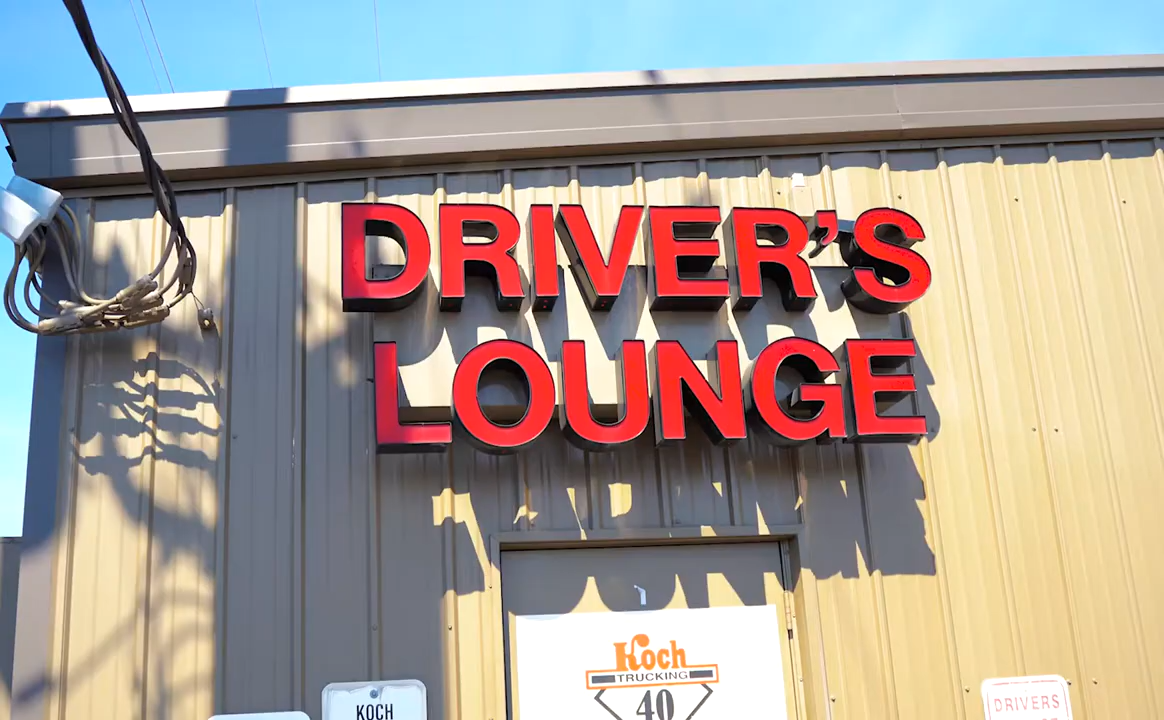 DRIVER'S
LOUNGE
Koch
TRUCKING
40
KOCH
DRIVERS